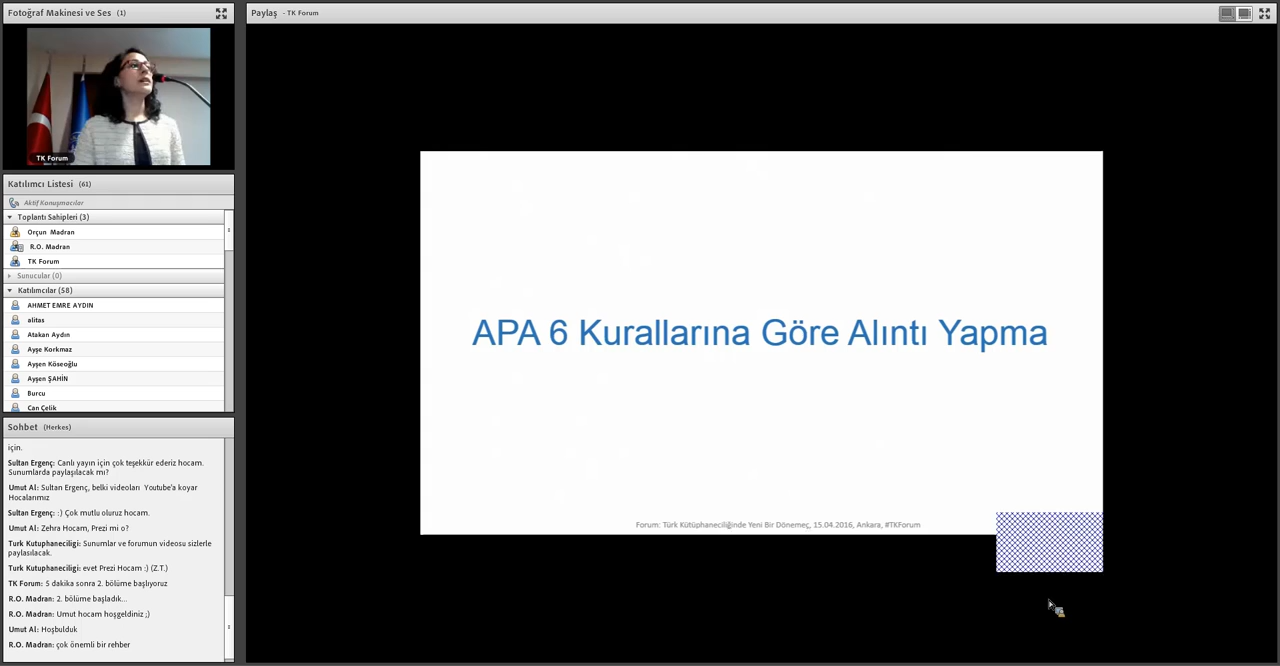 Fotoğraf Makinesi ve Ses (1)
TK Forum
Katılımcı Listesi (61)
Aktif Konuşmacılar
Toplantı Sahipleri (3)
Orçun Madran
R.O. Madran
TK Forum
Sunucular (0)
Katılımcılar (58)
AHMET EMRE AYDIN
alitas
Atakan Aydın
Ayşe Korkmaz
Ayşen Köseoğlu
Ayşen ŞAHİN
Burcu
Can Çelik
Sohbet (Herkes)
için.
Sultan Ergenç: Canlı yayın için çok teşekkür ederiz hocam.
Sunumlarda paylaşılacak mı?
Umut Al: Sultan Ergenç, belki videoları Youtube'a koyar
Hocalarımız
Sultan Ergenç: :) Çok mutlu oluruz hocam.
Umut Al: Zehra Hocam, Prezi mi o?
Turk Kutuphaneciligi: Sunumlar ve forumun videosu sizlerle
paylasılacak.
Turk Kutuphaneciligi: evet Prezi Hocam :) (Z.T.)
TK Forum: 5 dakika sonra 2. bölüme başlıyoruz
R.O. Madran: 2. bölüme başladık...
R.O. Madran: Umut hocam hoşgeldiniz ;)
Umut Al: Hoşbulduk
R.O. Madran: çok önemli bir rehber
Paylaş - TK Forum
APA 6 Kurallarına Göre Alıntı Yapma
Forum: Türk Kütüphaneciliğinde Yeni Bir Dönemeç, 15.04.2016, Ankara, #TKForum